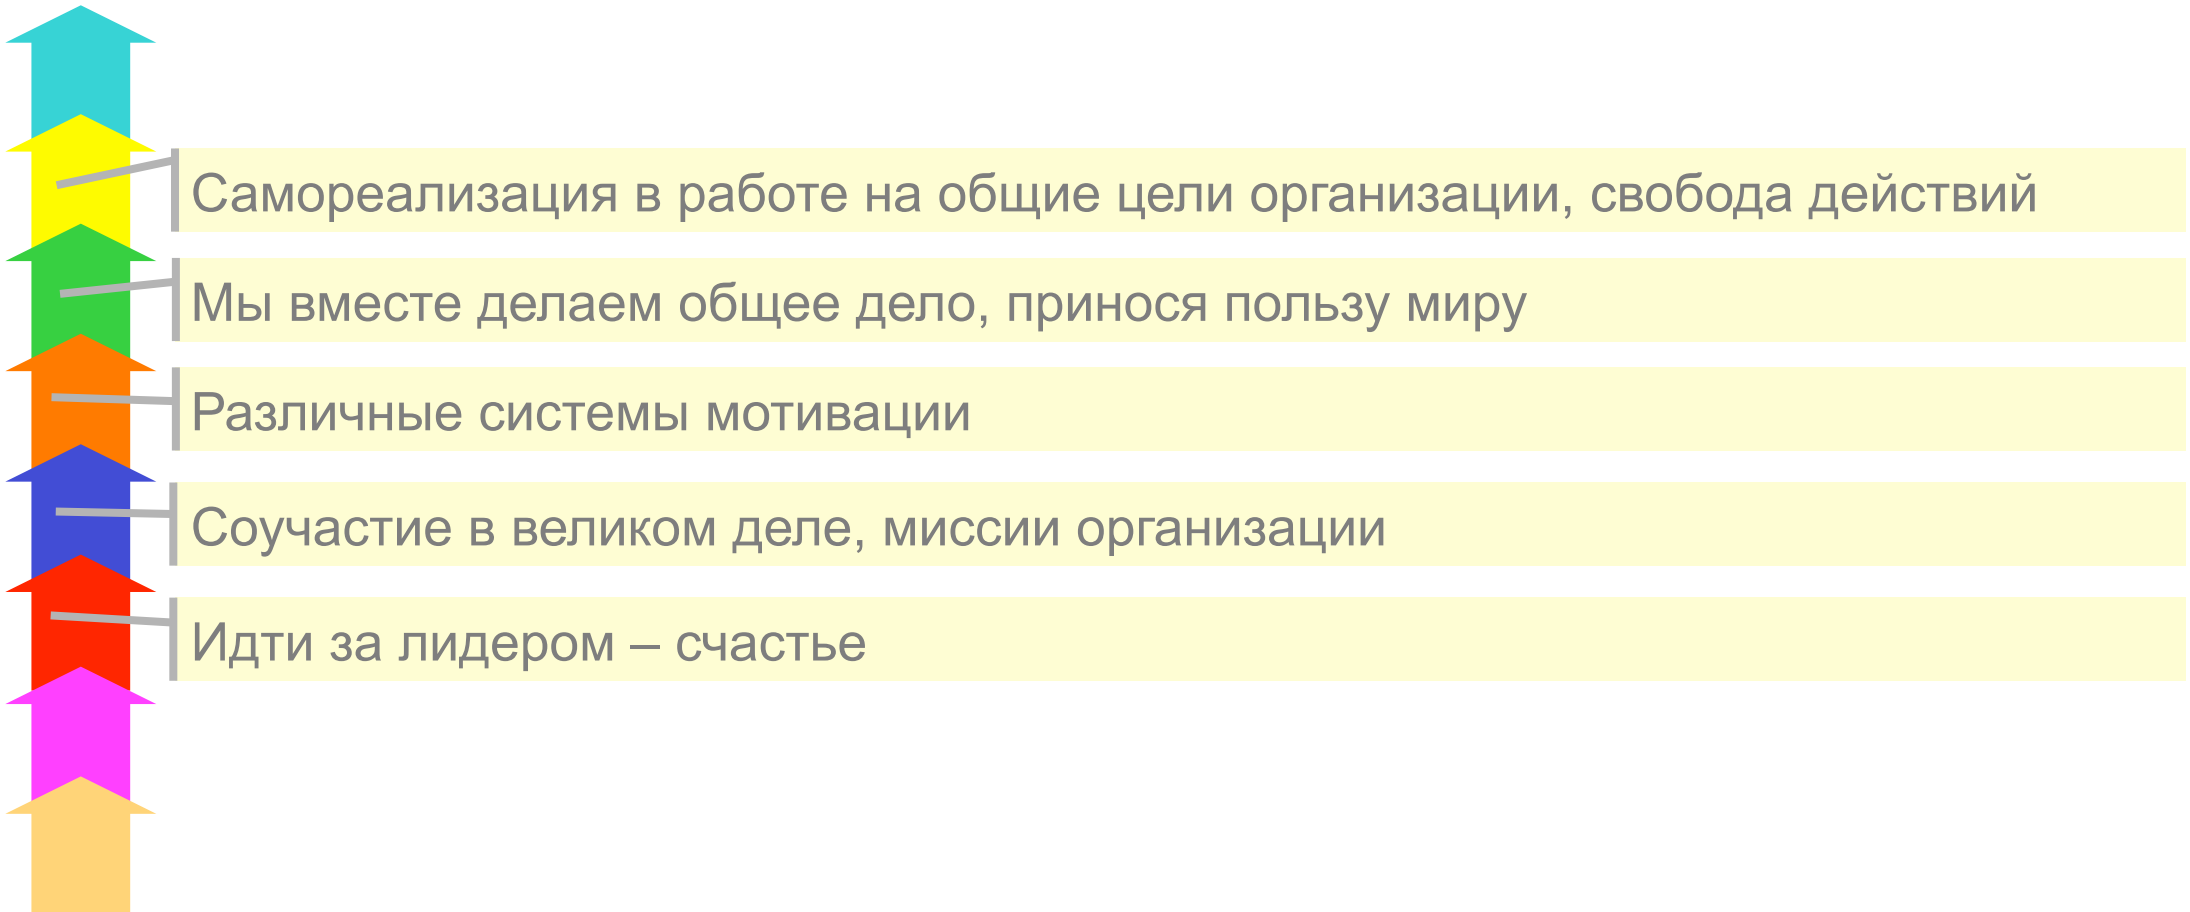 Самореализация в работе на общие цели организации, свобода действий
Мы вместе делаем общее дело, принося пользу миру
Различные системы мотивации
Соучастие в великом деле, миссии организации
Идти за лидером – счастье